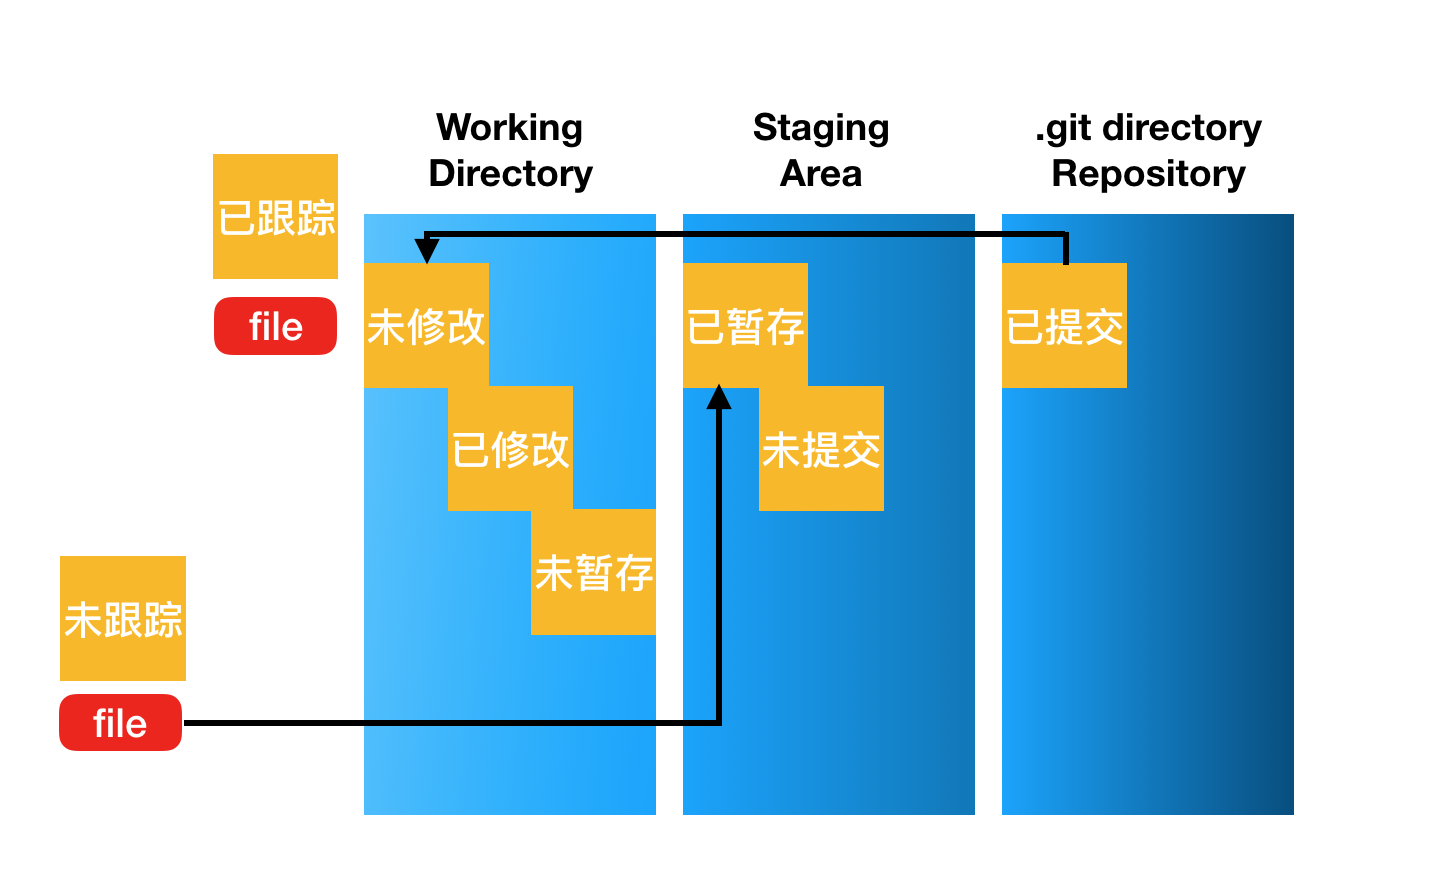 Working
Directory
Staging
Area
.git directory
Repository
已跟踪
file
未修改
已暂存
已提交
已修改
未提交
未暂存
未跟踪
file